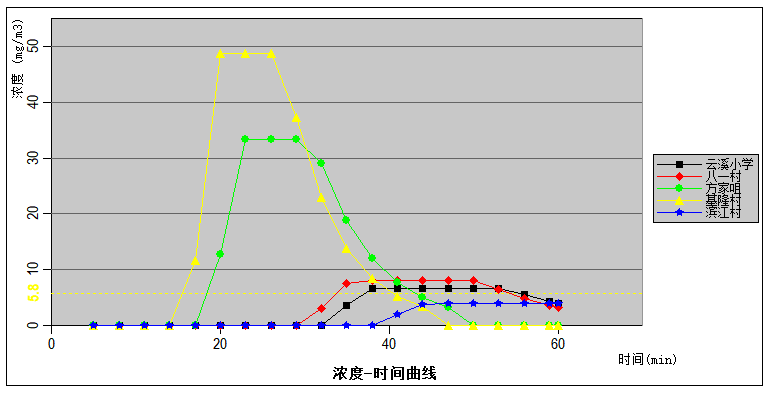 浓度 (mg/m3)
50
40
30
20
10
5.8
0
0
20
40
60
时间(min)
浓度-时间曲线
云溪小学
八一村
方家咀
基隆村
滨江村